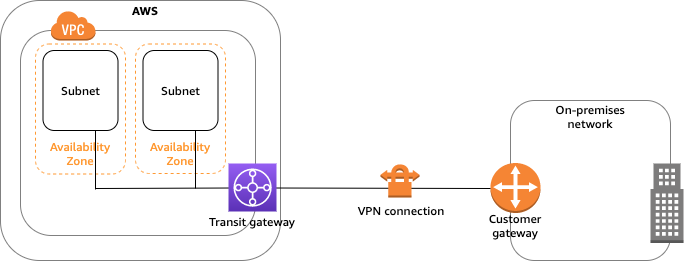 AWS
VPC
Subnet
Subnet
Availability
Zone
Availability
Zone
Transit gateway
VPN connection
Customer
gateway
On-premises
network